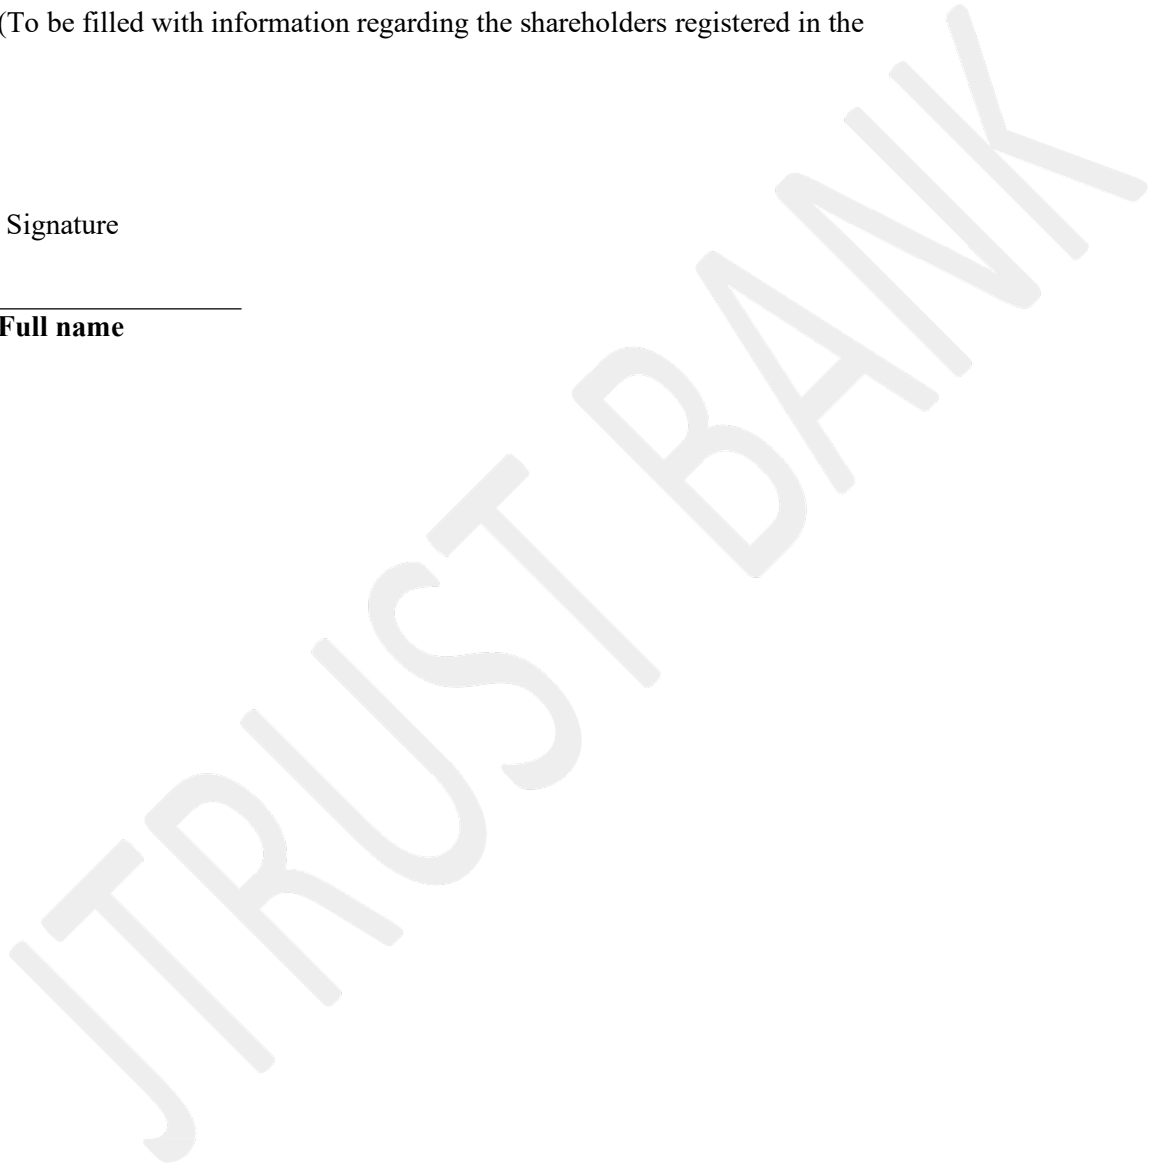 (To be filled with information regarding the shareholders registered in the
Signature
Full name
JTRUST BANK